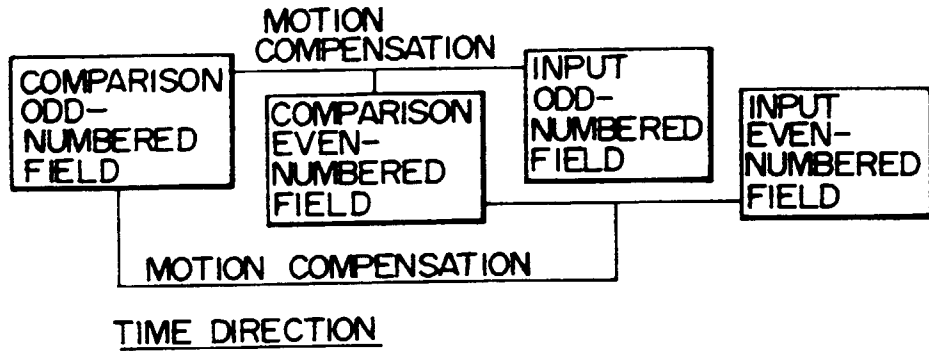 MOTION
COMPENSATION
COMPARISON
ODD-
NUMBERED
FIELD
COMPARISON
EVEN-
NUMBERED
FIELD
INPUT
ODD-
NUMBERED
FIELD
INPUT
EVEN-
NUMBERED
FIELD
MOTION COMPENSATION
TIME DIRECTION